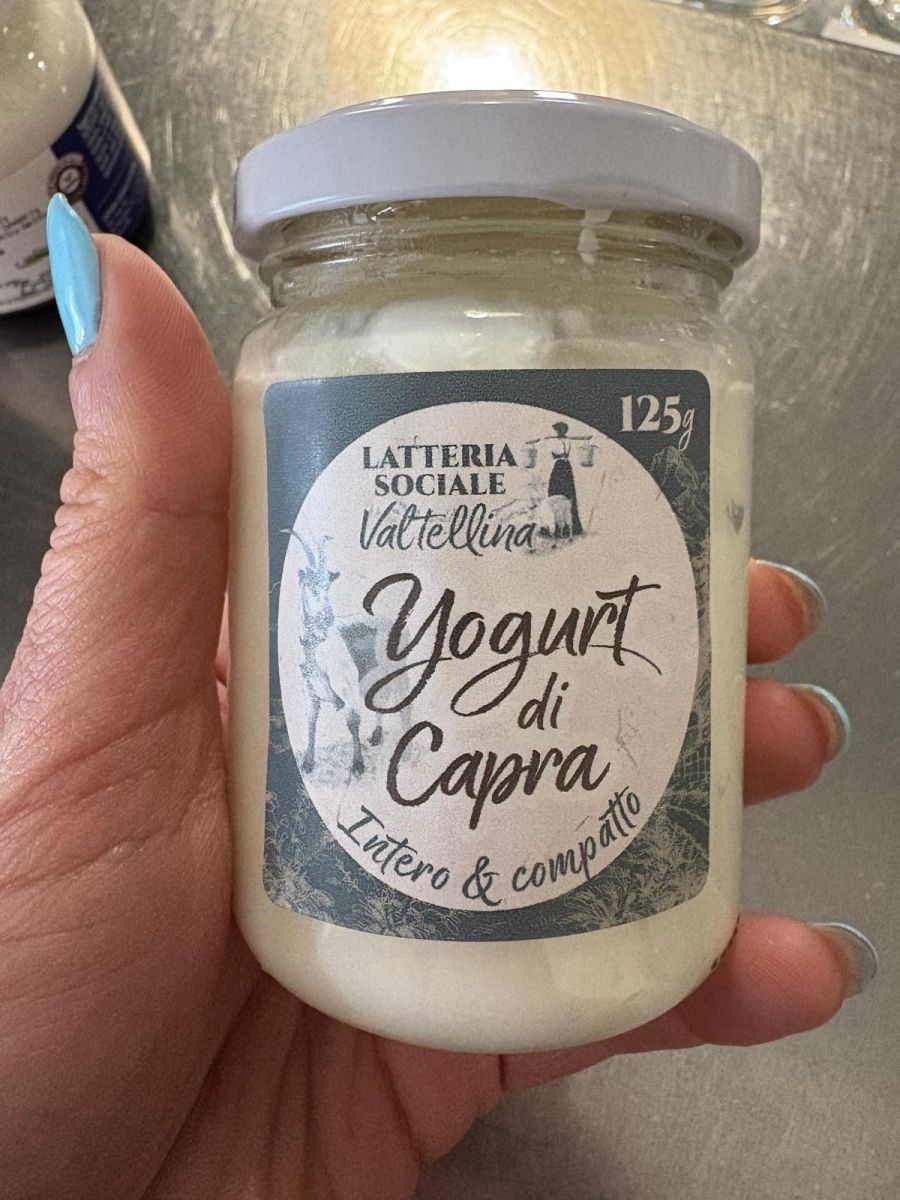 125g
LATTERIA
SOCIALE
Valtellina
Yogurt
di
Capra
Intero & compatto